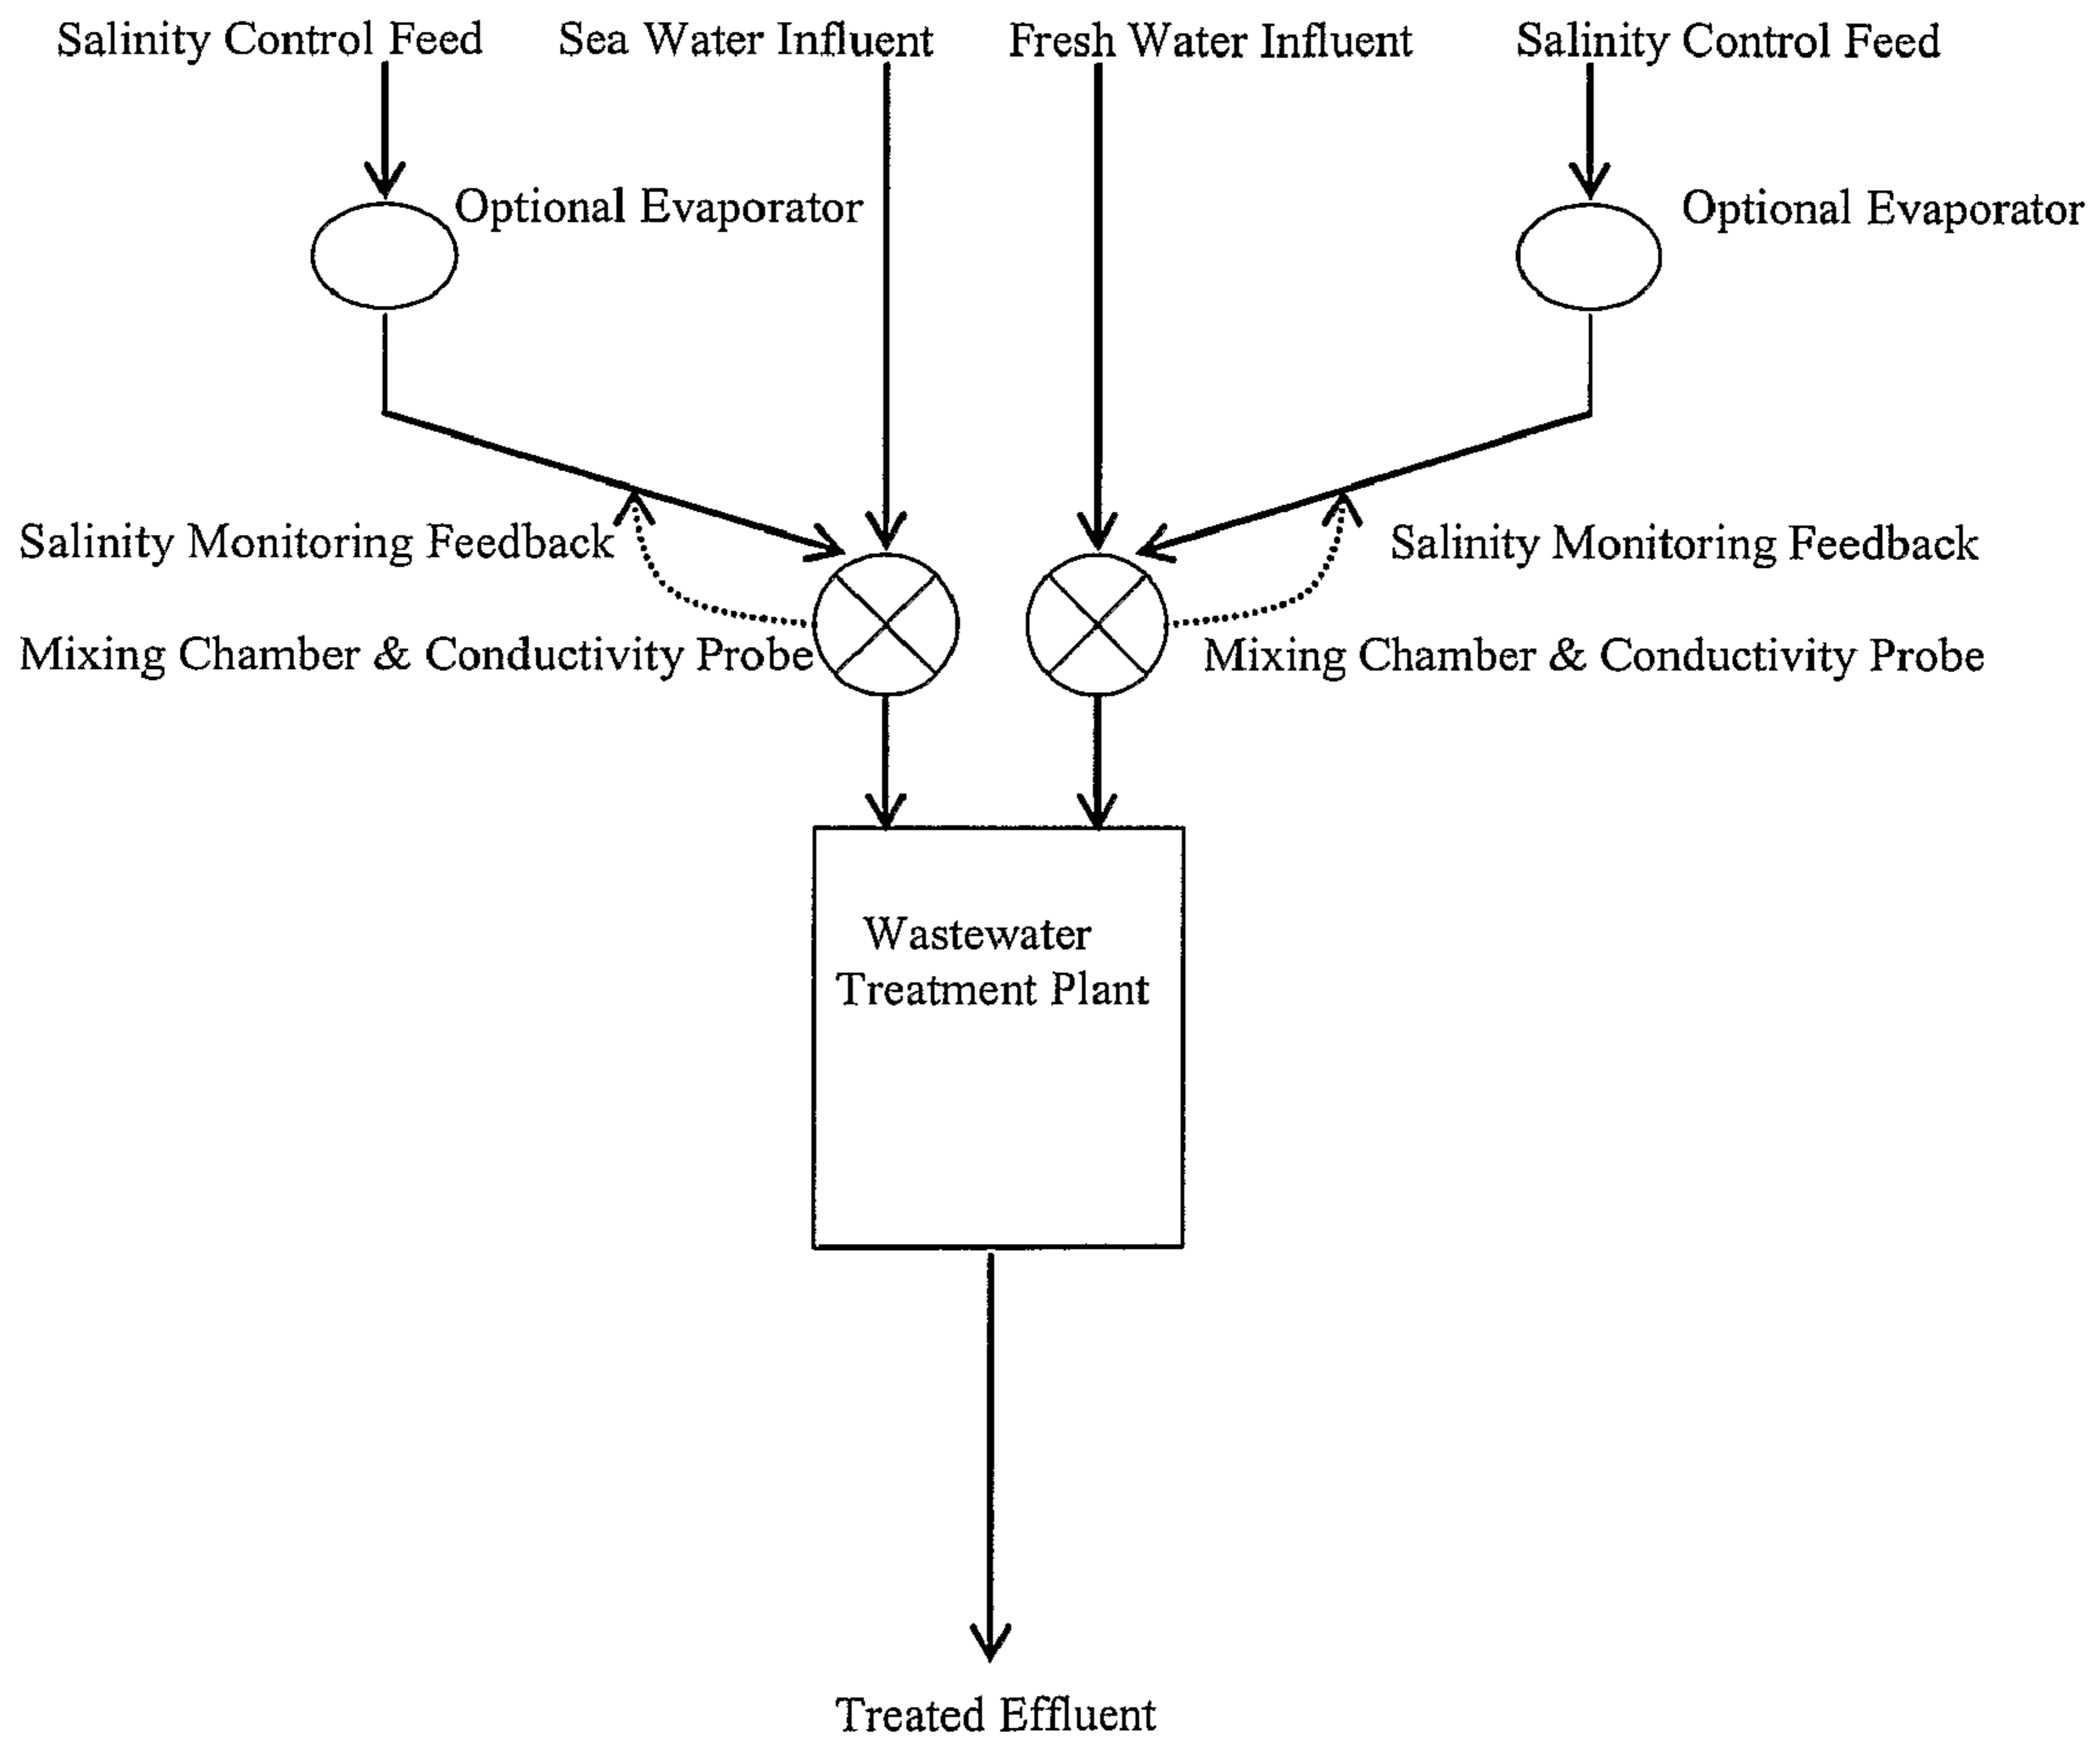 Salinity Control Feed
Sea Water Influent
Fresh Water Influent
Salinity Control Feed
Optional Evaporator
Optional Evaporator
Salinity Monitoring Feedback
Salinity Monitoring Feedback
Mixing Chamber & Conductivity Probe
Mixing Chamber & Conductivity Probe
Wastewater
Treatment Plant
Treated Effluent